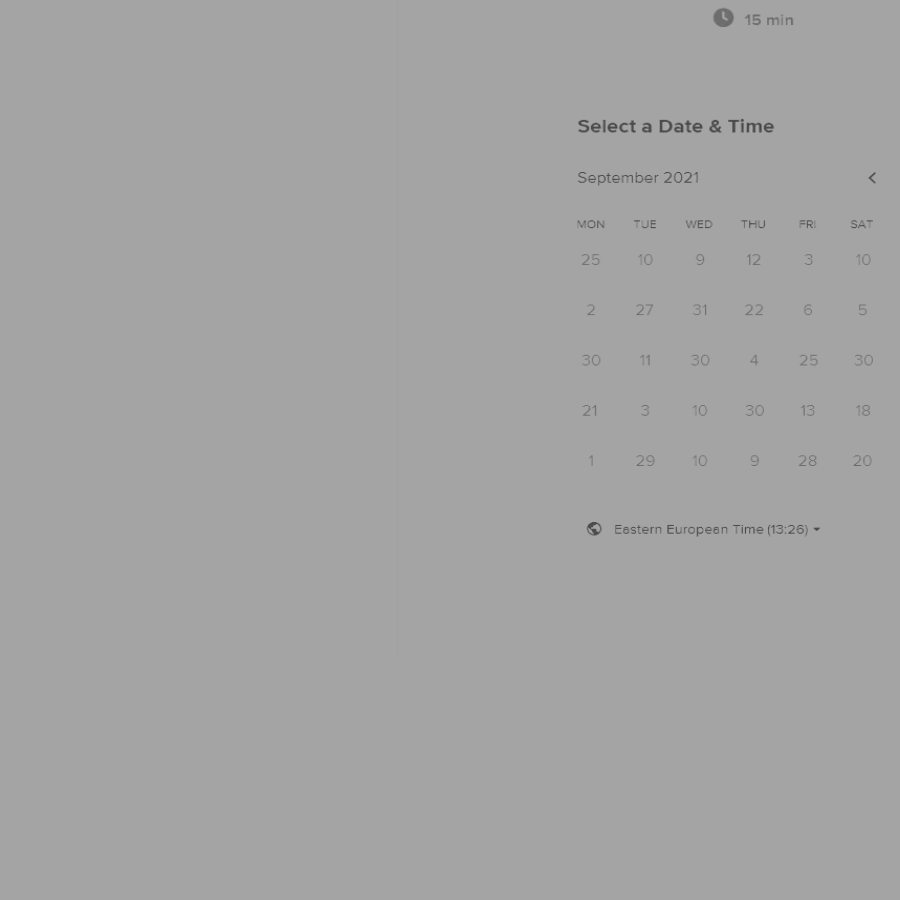 15 min
Select a Date & Time
September 2021
MON TUE WED THU FRI SAT
25 10 9 12 3 10
2 27 31 22 6 5
30 11 30 4 25 30
21 3 10 30 13 18
1 29 10 9 28 20
Eastern European Time (13:26)